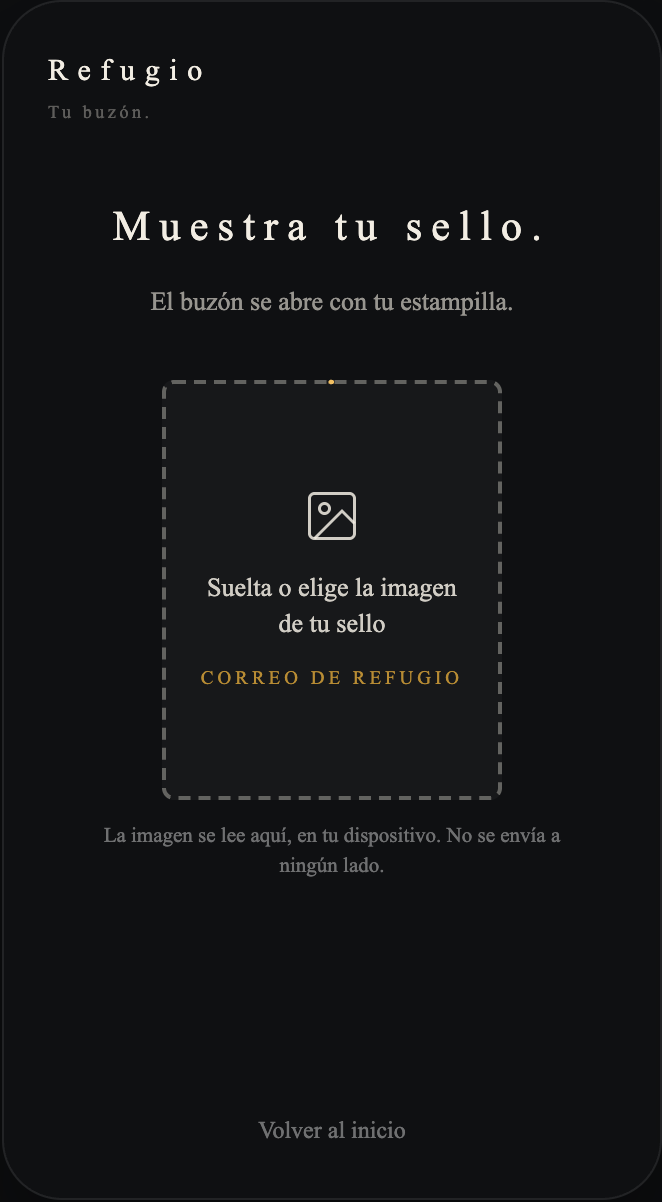 Refugio
Tu buzón.
Muestra tu sello.
El buzón se abre con tu estampilla.
Suelta o elige la imagen
de tu sello
CORREO DE REFUGIO
La imagen se lee aquí, en tu dispositivo. No se envía a
ningún lado.
Volver al inicio